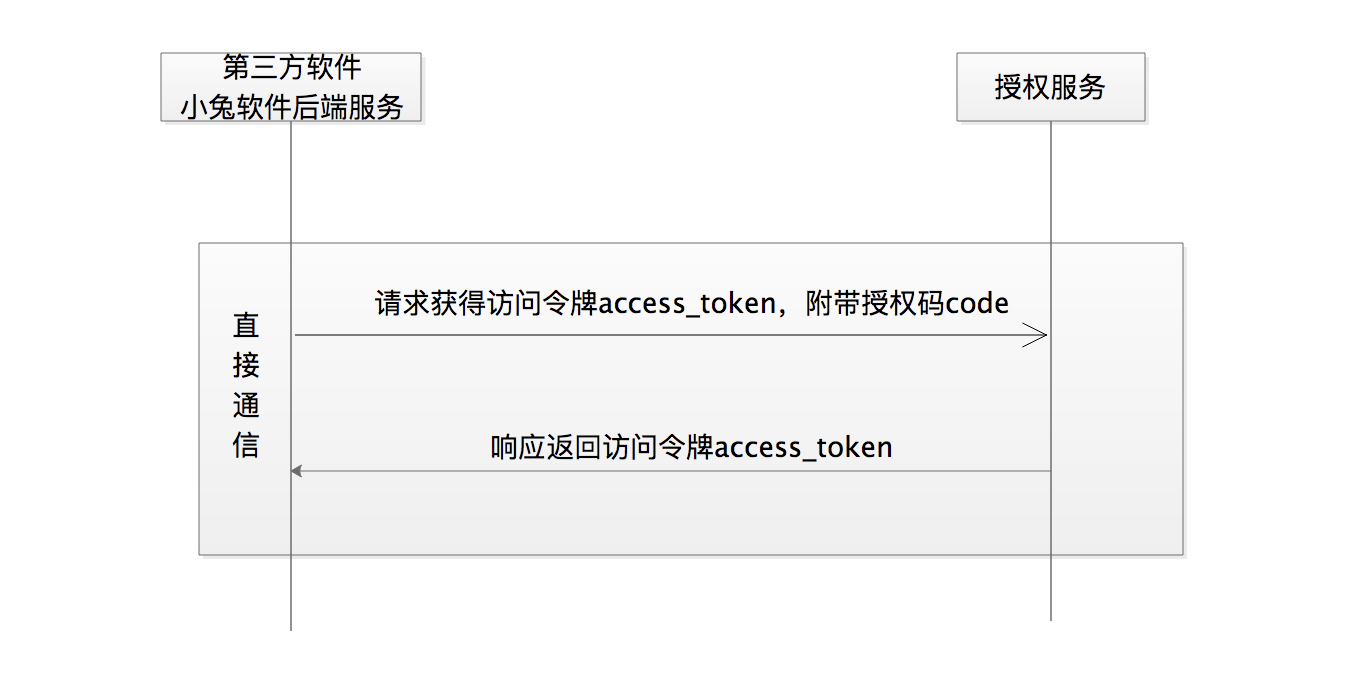 第三方软件
小兔软件后端服务
授权服务
直接通信
请求获得访问令牌access_token，附带授权码code
响应返回访问令牌access_token